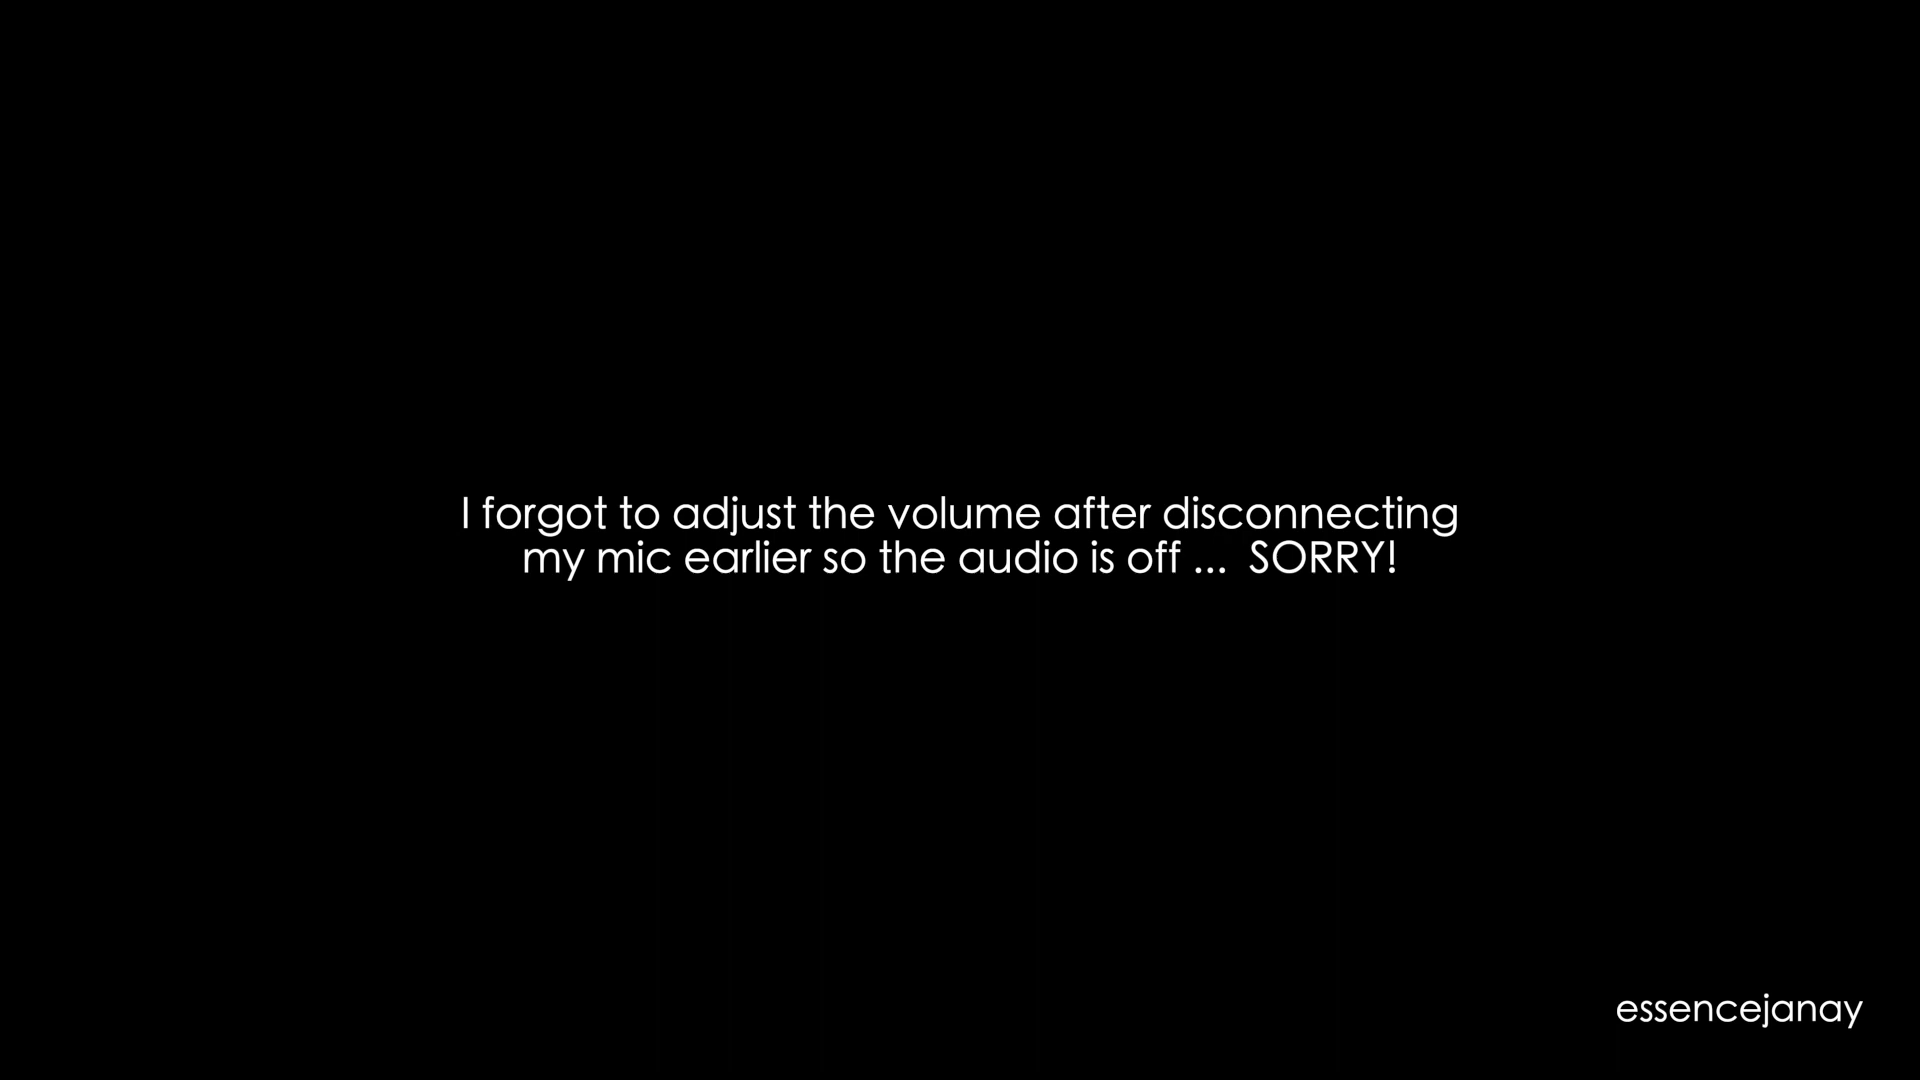 I forgot to adjust the volume after disconnecting
my mic earlier so the audio is off ...  SORRY!
essencejanay